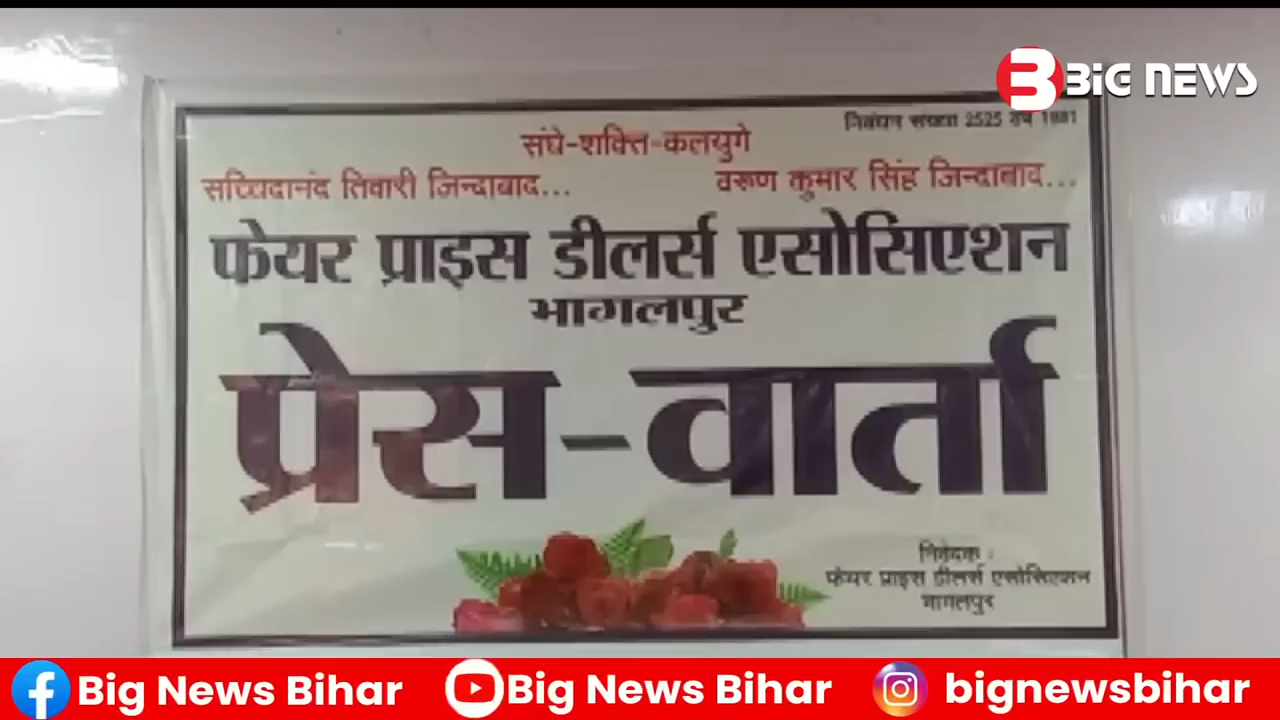 BIG NEWS
निबंधन संख्या 2525 वर्ष 1981
संघे-शक्ति-कलयुगे
सच्चिदानंद तिवारी जिन्दाबाद...
वरूण कुमार सिंह जिन्दाबाद...
फेयर प्राइस डीलर्स एसोसिएशन
भागलपुर
प्रेस-वार्ता
निवेदक :
फेयर प्राइस डीलर्स एसोसिएशन
भागलपुर
Big News Bihar
Big News Bihar
bignewsbihar